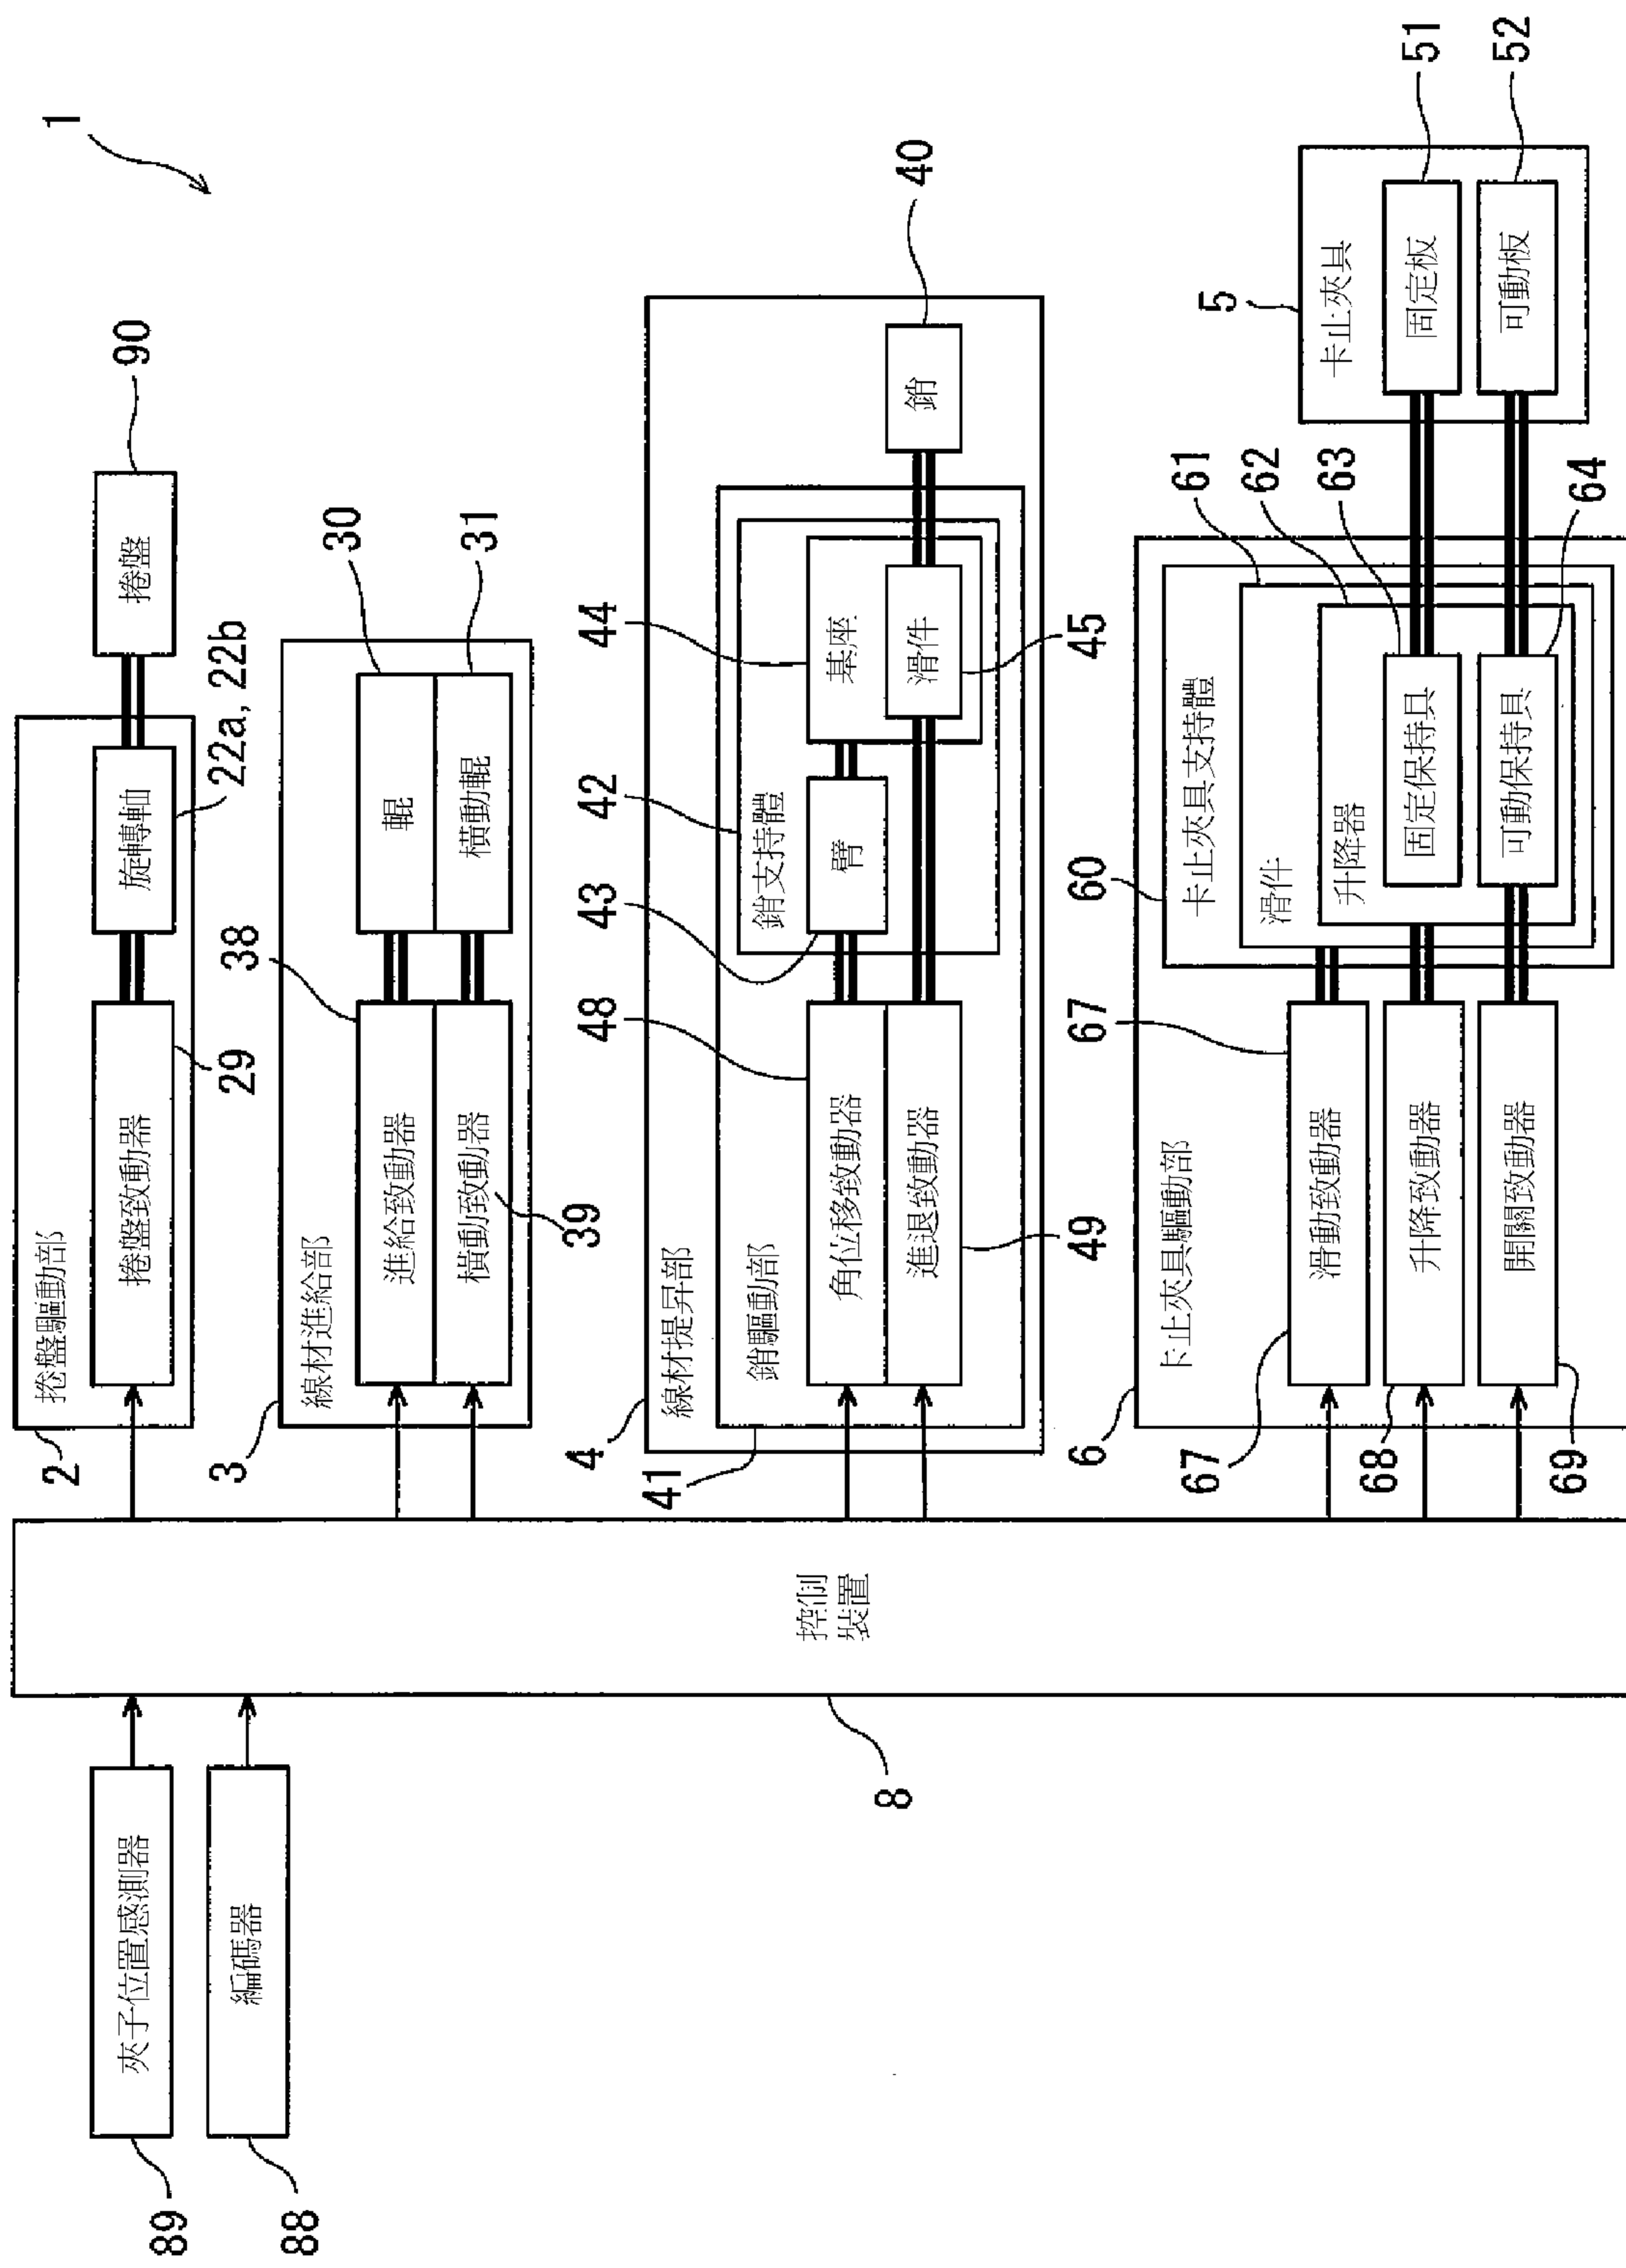 1
89
夾子位置感測器
88
編碼器
8
控制
裝置
2
捲盤驅動部
捲盤致動器
29
旋轉軸
22a, 22b
捲盤
90
3
線材進給部
進給致動器
38
橫動致動器
39
輥
30
橫動輥
31
4
線材提昇部
41
銷驅動部
角位移致動器
48
進退致動器
49
銷支持體
42
臂
43
基座
44
滑件
45
銷
40
6
卡止夾具驅動部
滑動致動器
67
67
升降致動器
68
開關致動器
69
卡止夾具支持體
60
滑件
61
升降器
62
固定保持具
63
可動保持具
64
卡止夾具
5
固定板
51
可動板
52